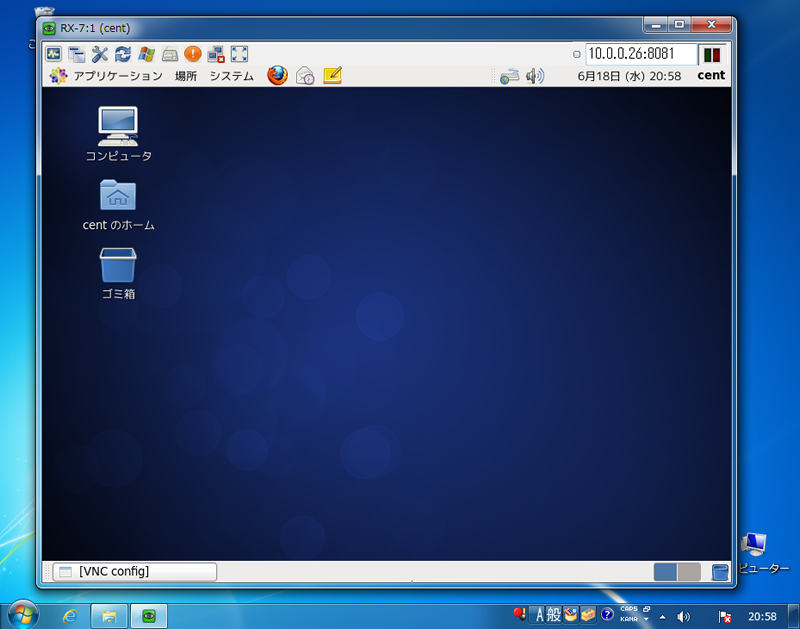 RX-7:1 (cent)
10.0.0.26:8081
アプリケーション 場所 システム 6月18日 (水) 20:58 cent
コンピュータ
cent のホーム
ゴミ箱
ピューター
[VNC config]
A 般 CAPS KANA 20:58